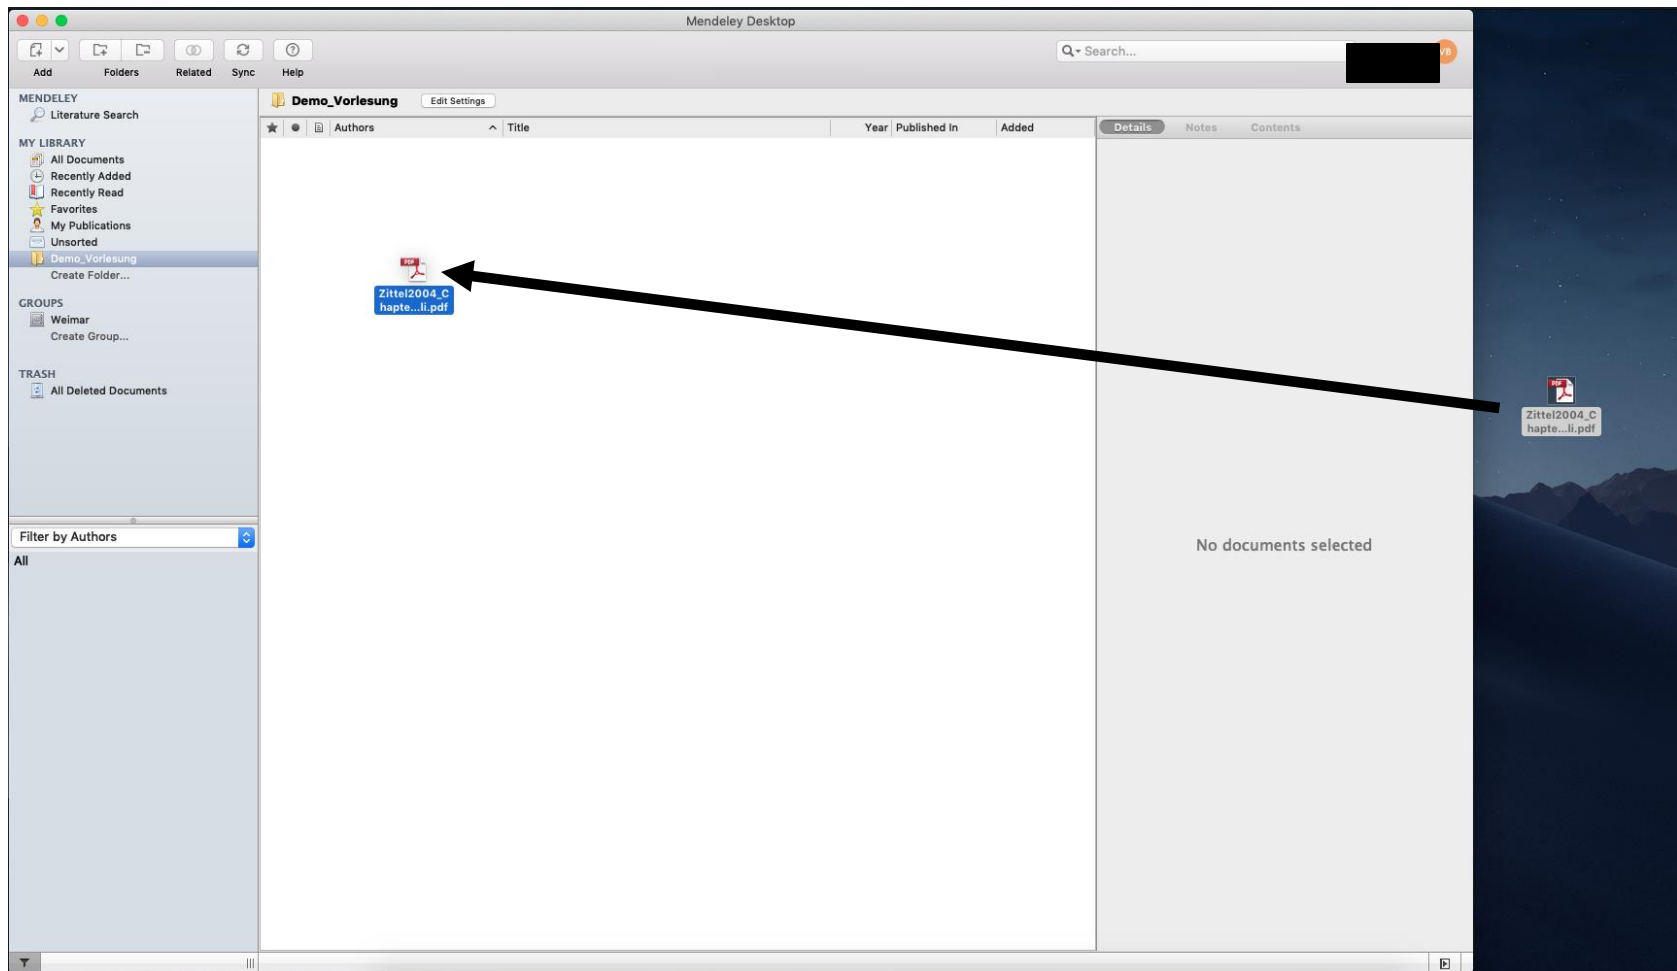 Mendeley Desktop
Search...
VB
Add Folders Related Sync Help
MENDELEY
Literature Search
MY LIBRARY
All Documents
Recently Added
Recently Read
Favorites
My Publications
Unsorted
Demo_Vorlesung
Create Folder...
GROUPS
Weimar
Create Group...
TRASH
All Deleted Documents
Filter by Authors
All
Demo_Vorlesung Edit Settings
Authors Title Year Published In Added
PDF
Zittel2004_C
hapte...li.pdf
Details Notes Contents
No documents selected
PDF
Zittel2004_C
hapte...li.pdf